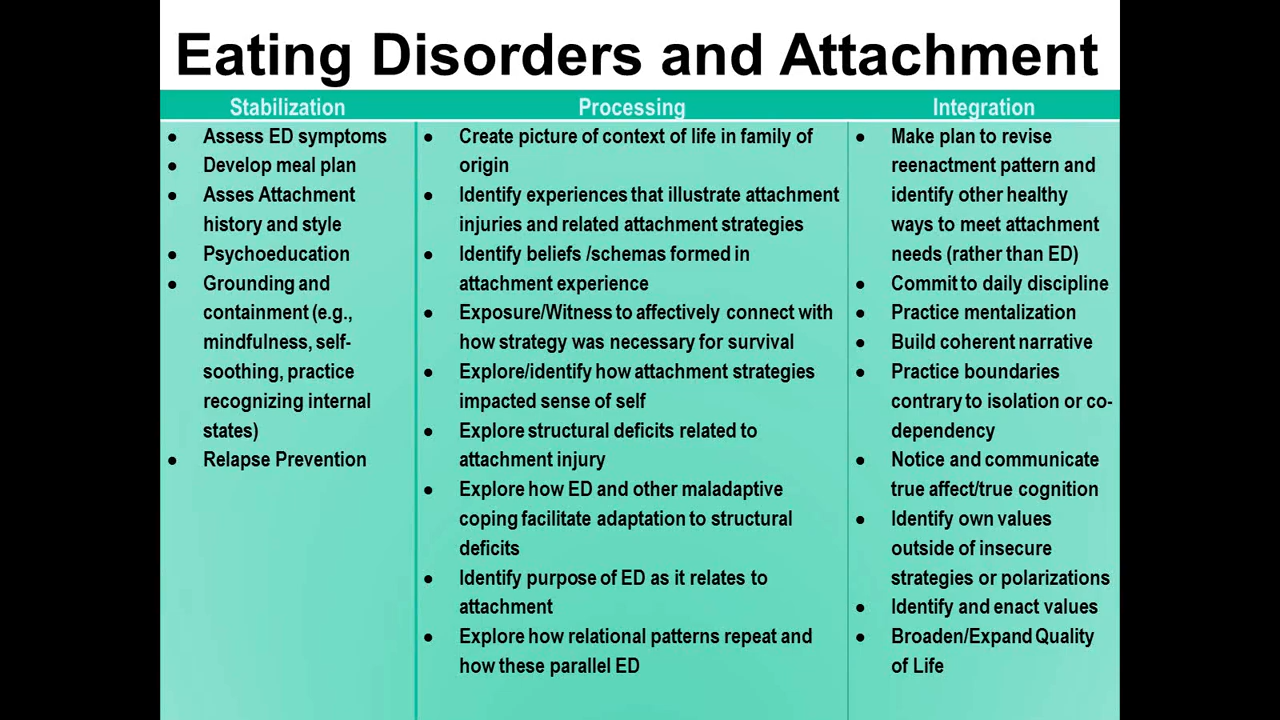 Eating Disorders and Attachment
Stabilization
● Assess ED symptoms
● Develop meal plan
● Asses Attachment
history and style
● Psychoeducation
● Grounding and
containment (e.g.,
mindfulness, self-
soothing, practice
recognizing internal
states)
● Relapse Prevention
Processing
● Create picture of context of life in family of
origin
● Identify experiences that illustrate attachment
injuries and related attachment strategies
● Identify beliefs /schemas formed in
attachment experience
● Exposure/Witness to affectively connect with
how strategy was necessary for survival
● Explore/identify how attachment strategies
impacted sense of self
● Explore structural deficits related to
attachment injury
● Explore how ED and other maladaptive
coping facilitate adaptation to structural
deficits
● Identify purpose of ED as it relates to
attachment
● Explore how relational patterns repeat and
how these parallel ED
Integration
● Make plan to revise
reenactment pattern and
identify other healthy
ways to meet attachment
needs (rather than ED)
● Commit to daily discipline
● Practice mentalization
● Build coherent narrative
● Practice boundaries
contrary to isolation or co-
dependency
● Notice and communicate
true affect/true cognition
● Identify own values
outside of insecure
strategies or polarizations
● Identify and enact values
● Broaden/Expand Quality
of Life